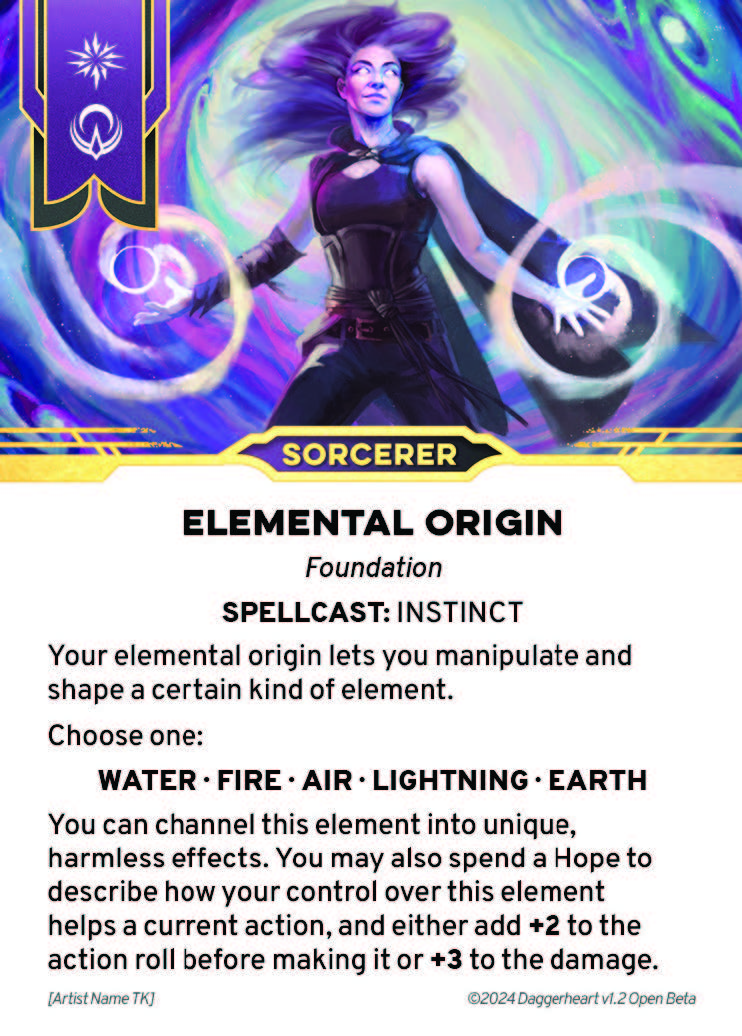 SORCERER
ELEMENTAL ORIGIN
Foundation
SPELLCAST: INSTINCT
Your elemental origin lets you manipulate and
shape a certain kind of element.
Choose one:
WATER · FIRE · AIR · LIGHTNING · EARTH
You can channel this element into unique,
harmless effects. You may also spend a Hope to
describe how your control over this element
helps a current action, and either add +2 to the
action roll before making it or +3 to the damage.
[Artist Name TK] ©2024 Daggerheart v1.2 Open Beta